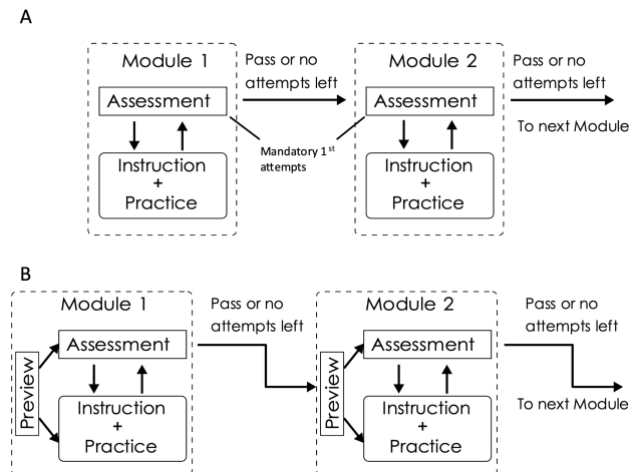 A
Module 1
Pass or no
attempts left
Module 2
Pass or no
attempts left
Assessment
Assessment
To next Module
Mandatory 1st
attempts
Instruction
+
Practice
Instruction
+
Practice
B
Module 1
Pass or no
attempts left
Module 2
Pass or no
attempts left
Preview
Assessment
Preview
Assessment
Instruction
+
Practice
Instruction
+
Practice
To next Module